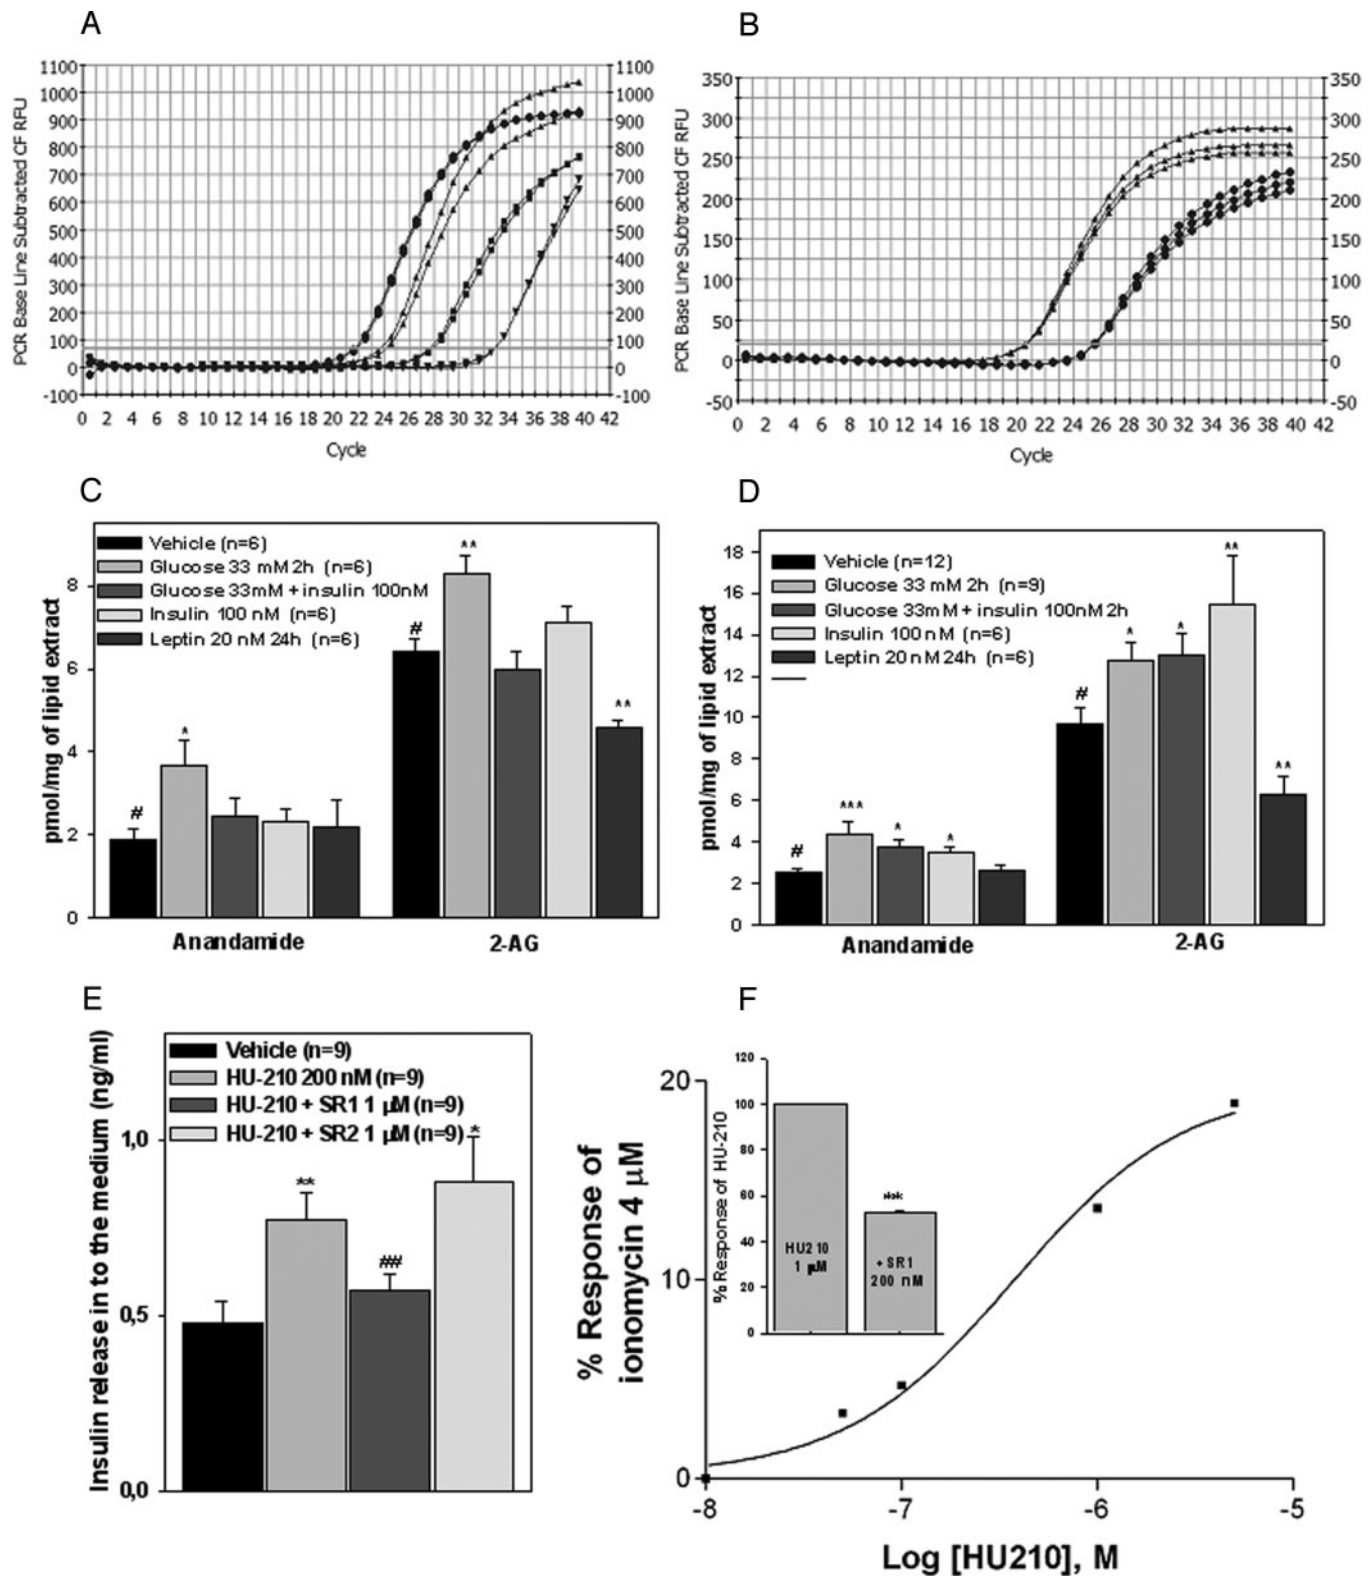 A
PCR Base Line Subtracted CF RFU
1100
1000
900
800
700
600
500
400
300
200
100
0
-100
1100
1000
900
800
700
600
500
400
300
200
100
0
-100
0 2 4 6 8 10 12 14 16 18 20 22 24 26 28 30 32 34 36 38 40 42
Cycle
B
PCR Base Line Subtracted CF RFU
350
300
250
200
150
100
50
0
-50
350
300
250
200
150
100
50
0
-50
0 2 4 6 8 10 12 14 16 18 20 22 24 26 28 30 32 34 36 38 40 42
Cycle
C
pmol/mg of lipid extract
8
6
4
2
0
Vehicle (n=6)
Glucose 33 mM 2h (n=6)
Glucose 33mM + insulin 100nM
Insulin 100 nM (n=6)
Leptin 20 nM 24h (n=6)
#
*
#
**
**
Anandamide
2-AG
D
pmol/mg of lipid extract
18
16
14
12
10
8
6
4
2
0
Vehicle (n=12)
Glucose 33 mM 2h (n=9)
Glucose 33mM + insulin 100nM 2h
Insulin 100 nM (n=6)
Leptin 20 nM 24h (n=6)
#
***
*
*
#
*
*
**
**
Anandamide
2-AG
E
Insulin release in to the medium (ng/ml)
1,0
0,5
0,0
Vehicle (n=9)
HU-210 200 nM (n=9)
HU-210 + SR1 1 µM (n=9)
HU-210 + SR2 1 µM (n=9)
**
##
*
F
% Response of
ionomycin 4 µM
20
10
0
-8 -7 -6 -5
Log [HU210], M
% Response of HU-210
120
100
80
60
40
20
0
HU210
1 µM
**
+SR1
200 nM